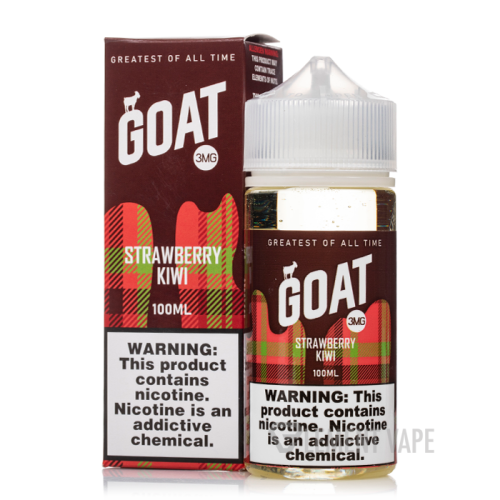 GREATEST OF ALL TIME
GOAT
3MG
STRAWBERRY
KIWI
100ML
WARNING:
This product
contains
nicotine.
Nicotine is an
addictive
chemical.
GREATEST OF ALL TIME
GOAT
3MG
STRAWBERRY
KIWI
100ML
WARNING:
This product
contains nicotine.
Nicotine is an
addictive chemical.
VAPE